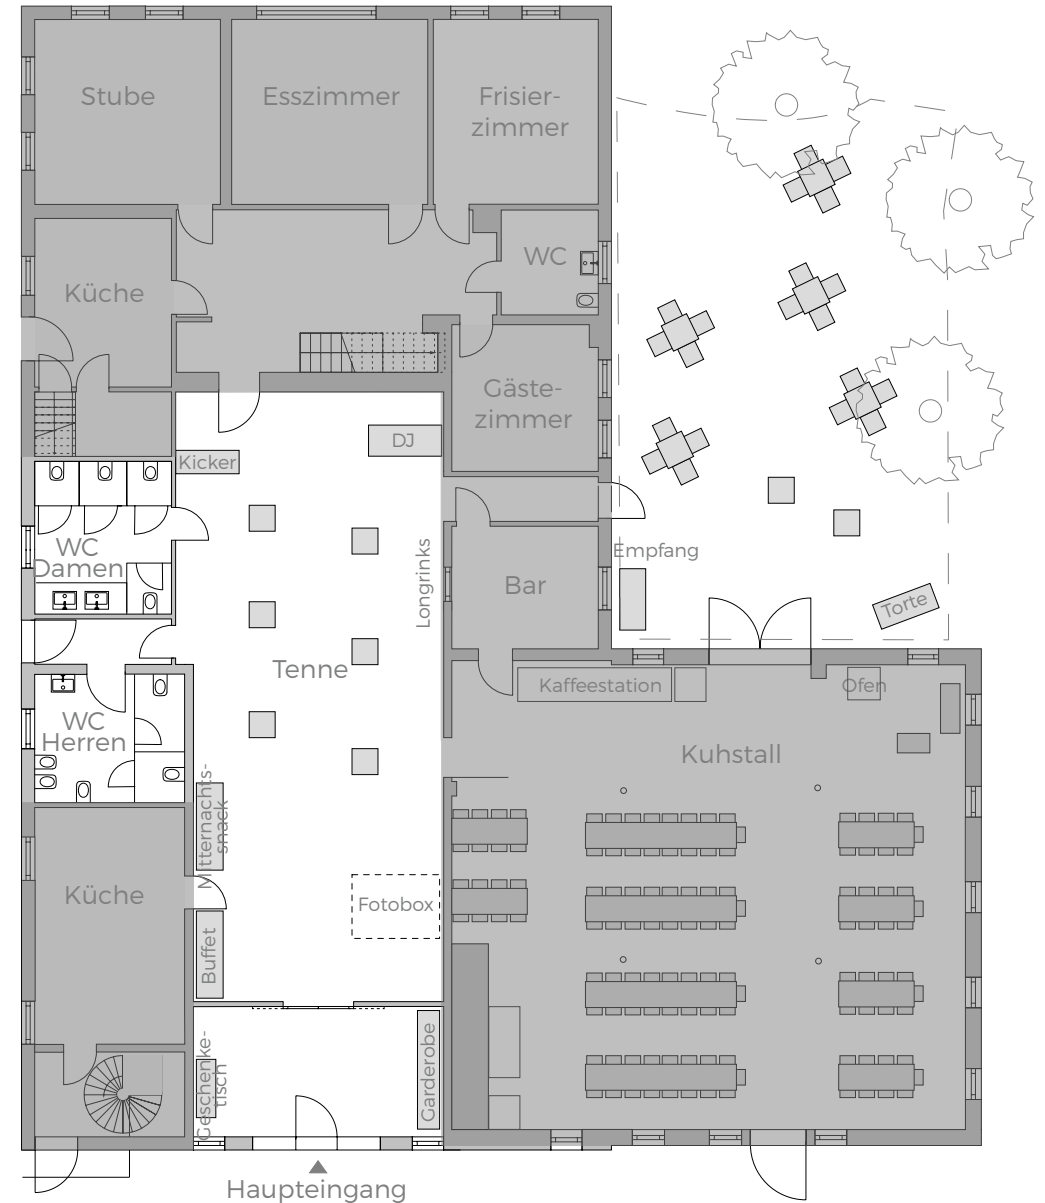 Stube
Esszimmer
Frisier-
zimmer
WC
Küche
Gäste-
zimmer
DJ
Kicker
WC
Damen
Longrinks
Empfang
Bar
Torte
Tenne
Kaffeestation
Ofen
WC
Herren
Kuhstall
Mitternachts-
snack
Küche
Fotobox
Buffet
Geschenke-
tisch
Garderobe
Haupteingang